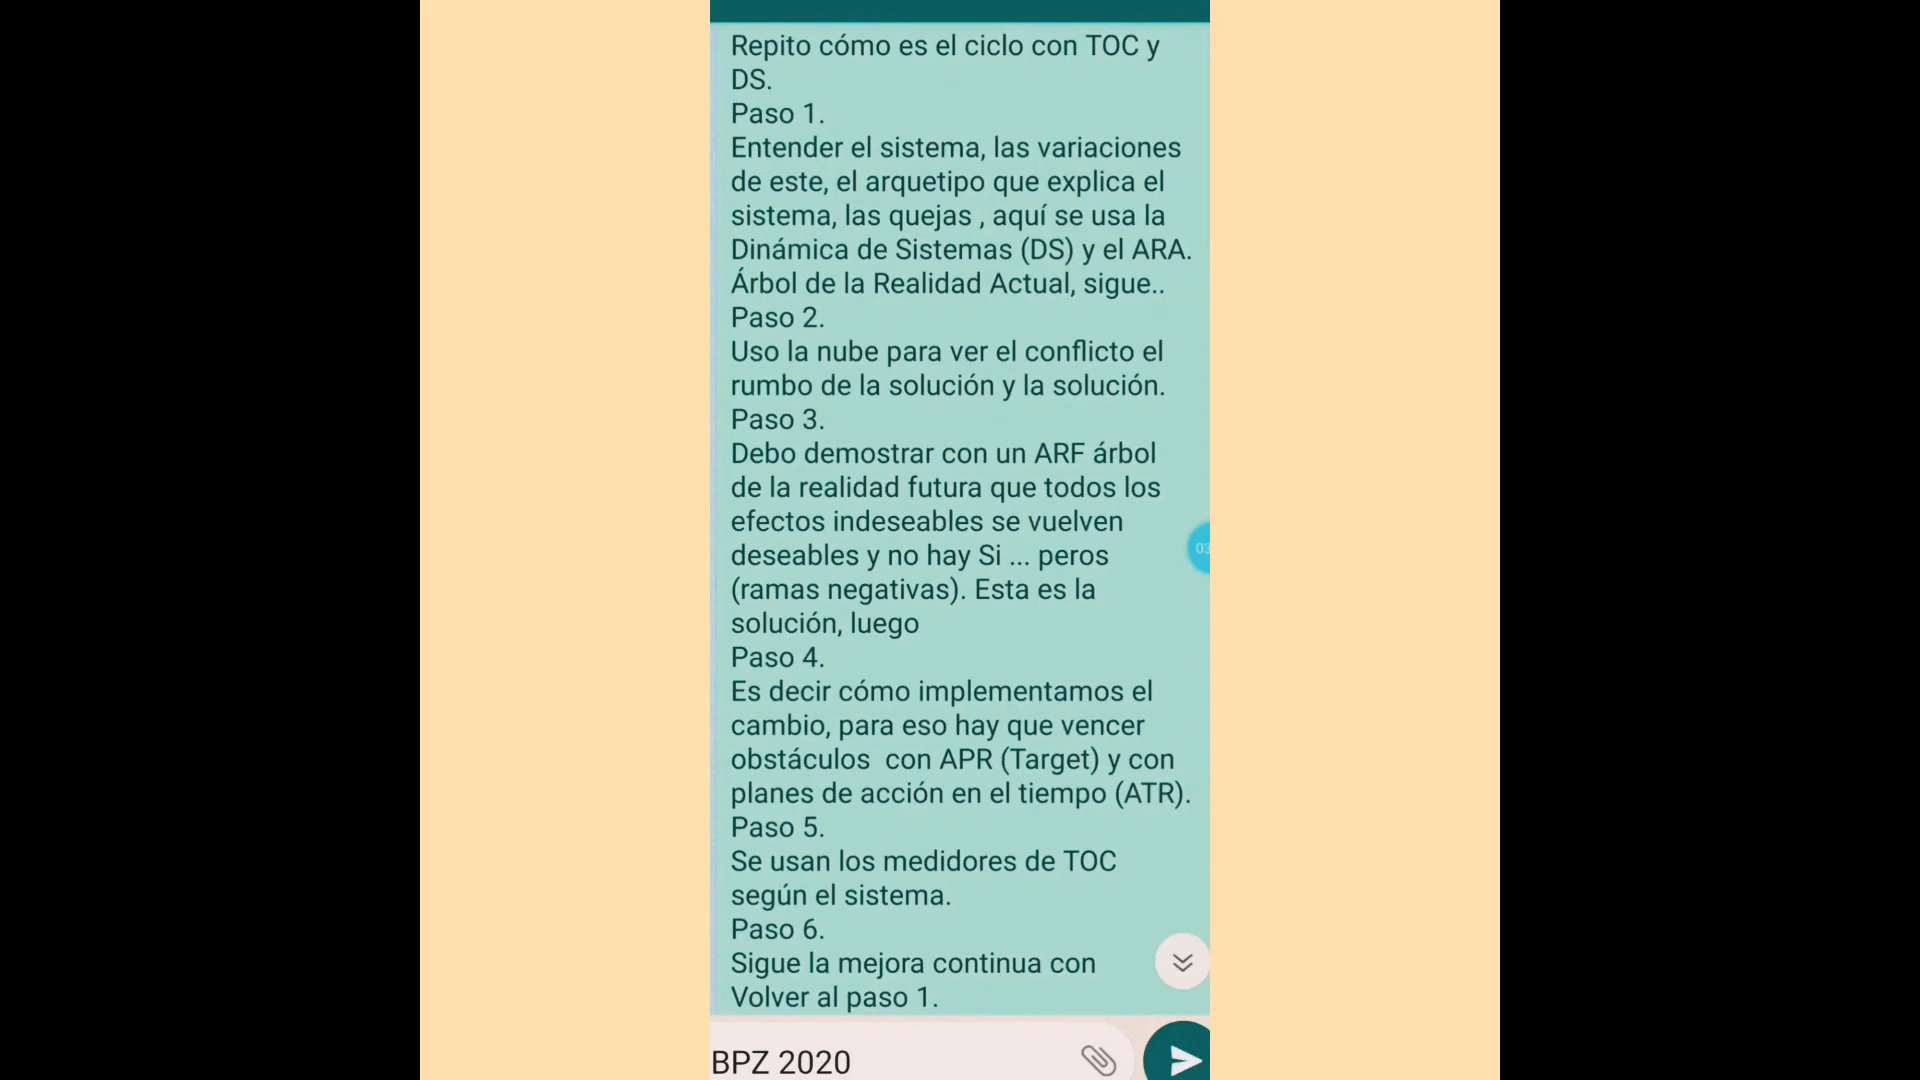 Repito cómo es el ciclo con TOC y
DS.
Paso 1.
Entender el sistema, las variaciones
de este, el arquetipo que explica el
sistema, las quejas , aquí se usa la
Dinámica de Sistemas (DS) y el ARA.
Árbol de la Realidad Actual, sigue..
Paso 2.
Uso la nube para ver el conflicto el
rumbo de la solución y la solución.
Paso 3.
Debo demostrar con un ARF árbol
de la realidad futura que todos los
efectos indeseables se vuelven
deseables y no hay Si ... peros
(ramas negativas). Esta es la
solución, luego
Paso 4.
Es decir cómo implementamos el
cambio, para eso hay que vencer
obstáculos  con APR (Target) y con
planes de acción en el tiempo (ATR).
Paso 5.
Se usan los medidores de TOC
según el sistema.
Paso 6.
Sigue la mejora continua con
Volver al paso 1.
BPZ 2020